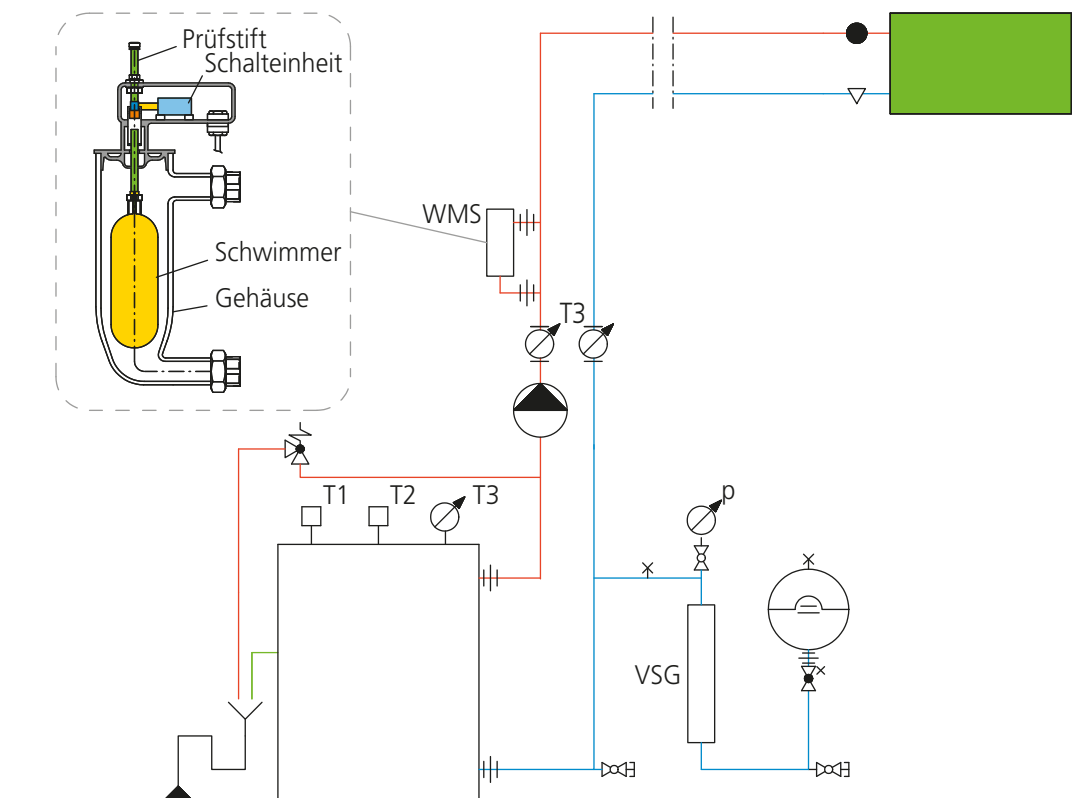 Prüfstift
Schalteinheit
Schwimmer
Gehäuse
WMS
T3
T1
T2
T3
p
VSG